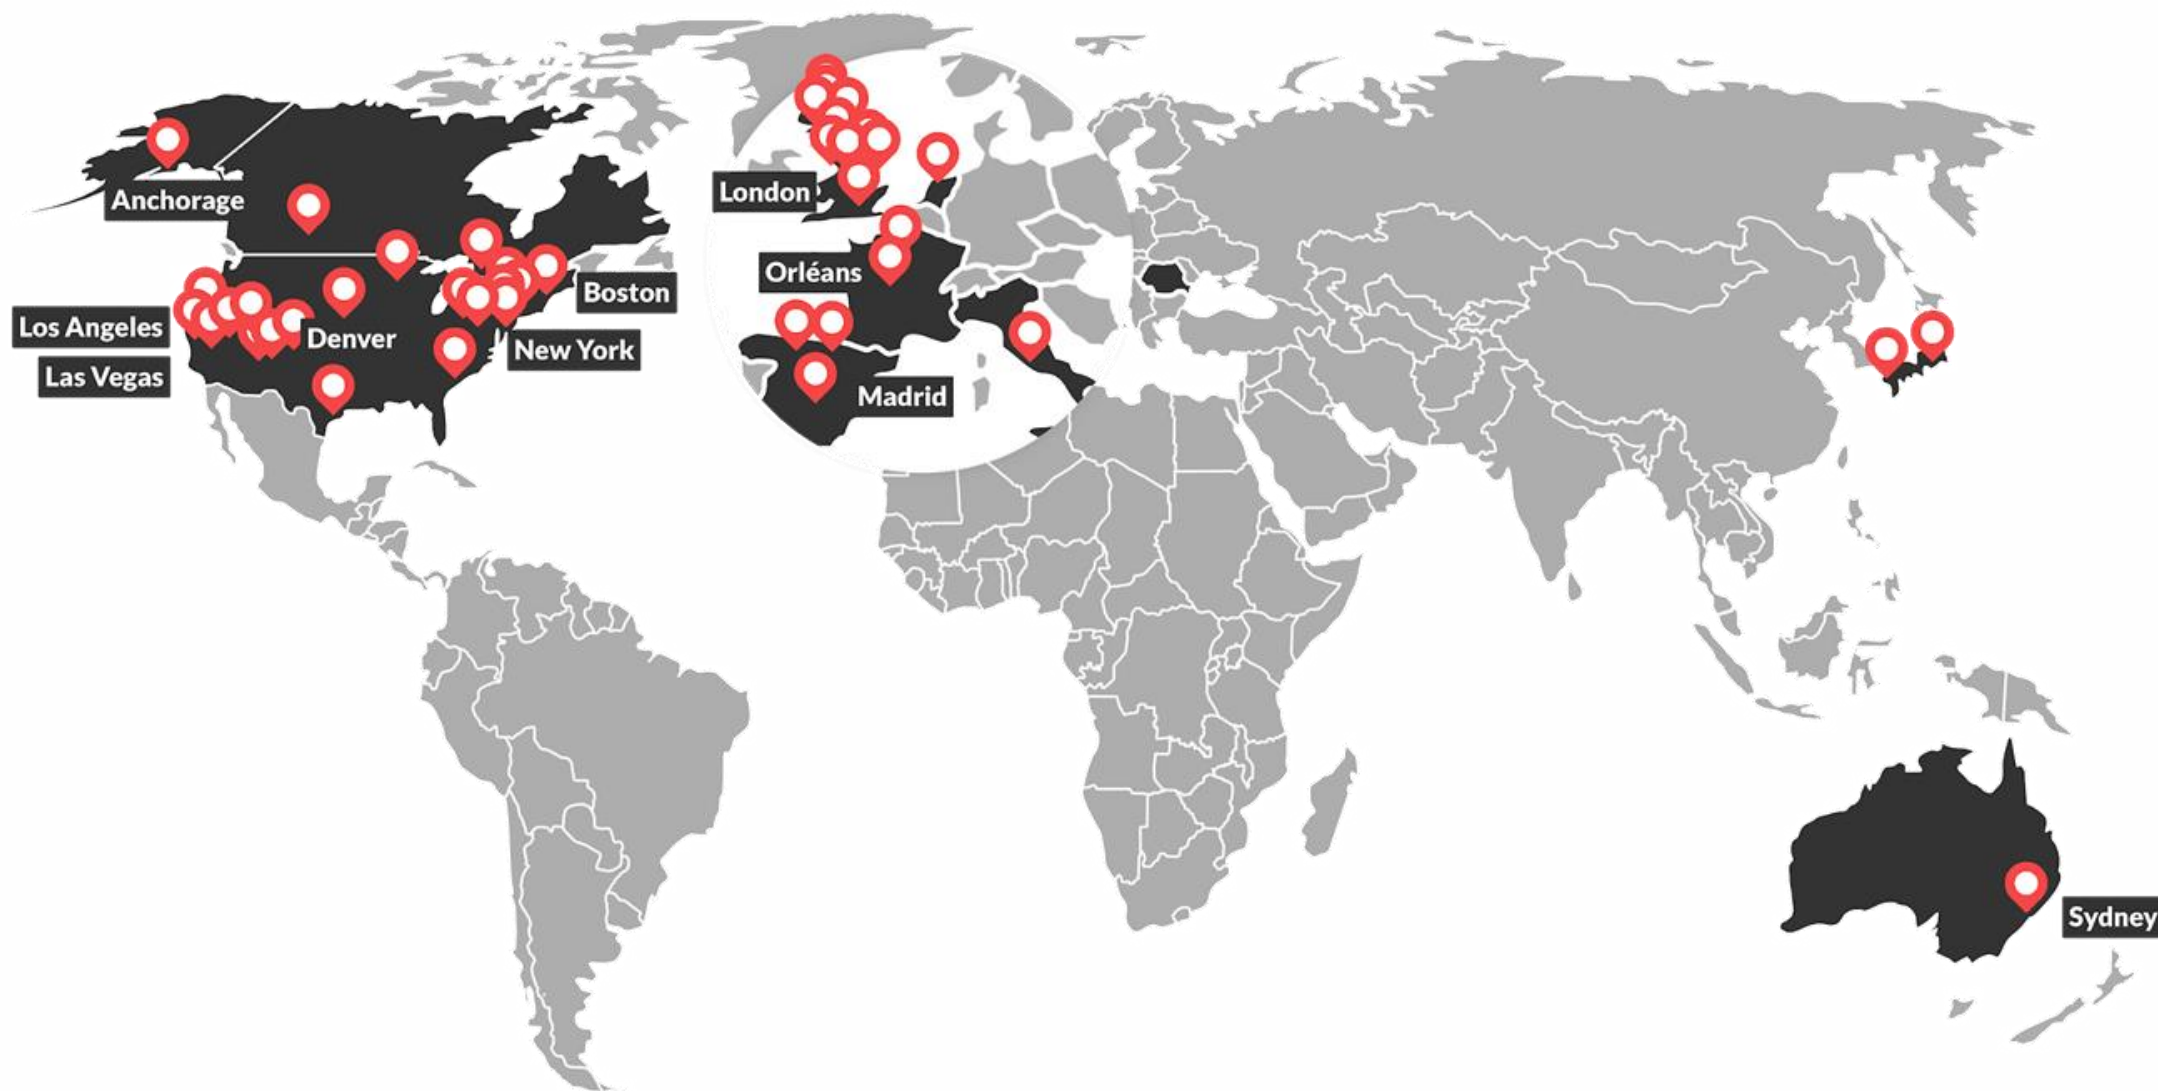 Anchorage
London
Orléans
Boston
Los Angeles
Denver
New York
Las Vegas
Madrid
Sydney